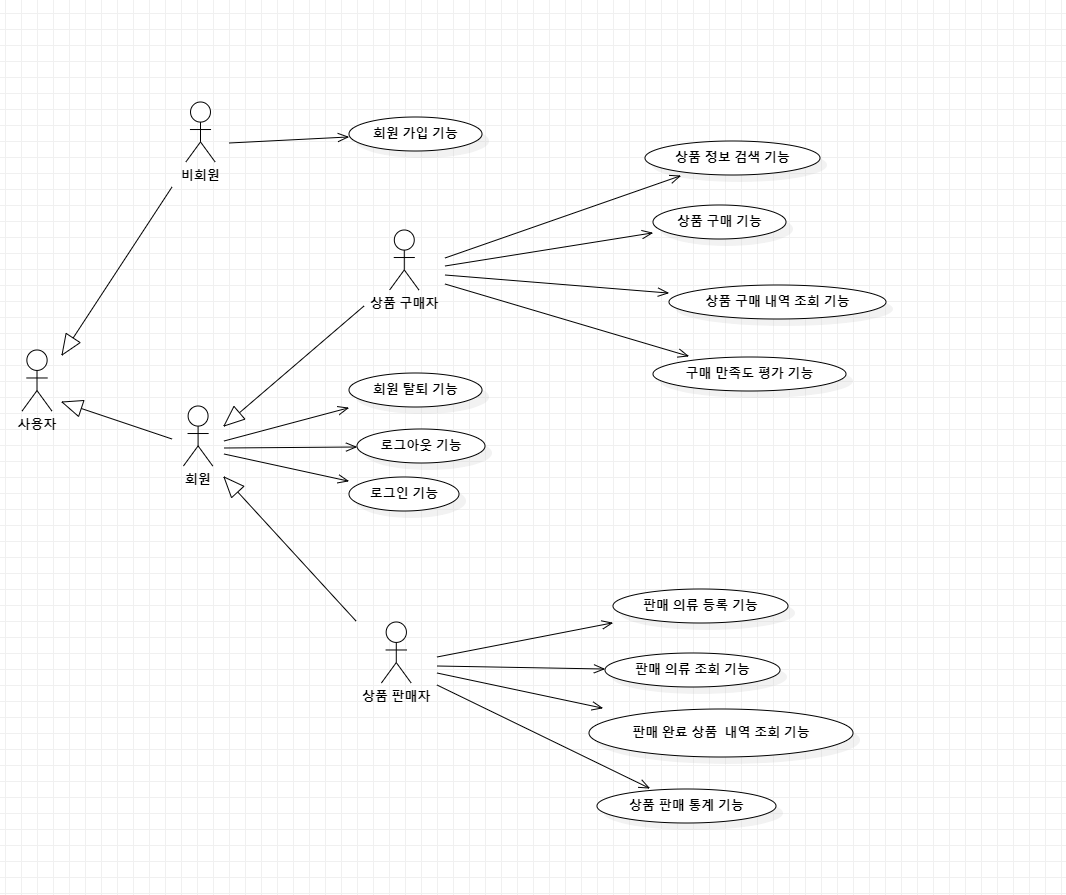 회원 가입 기능
비회원
상품 정보 검색 기능
상품 구매 기능
상품 구매자
상품 구매 내역 조회 기능
구매 만족도 평가 기능
사용자
회원 탈퇴 기능
로그아웃 기능
회원
로그인 기능
판매 의류 등록 기능
판매 의류 조회 기능
상품 판매자
판매 완료 상품  내역 조회 기능
상품 판매 통계 기능